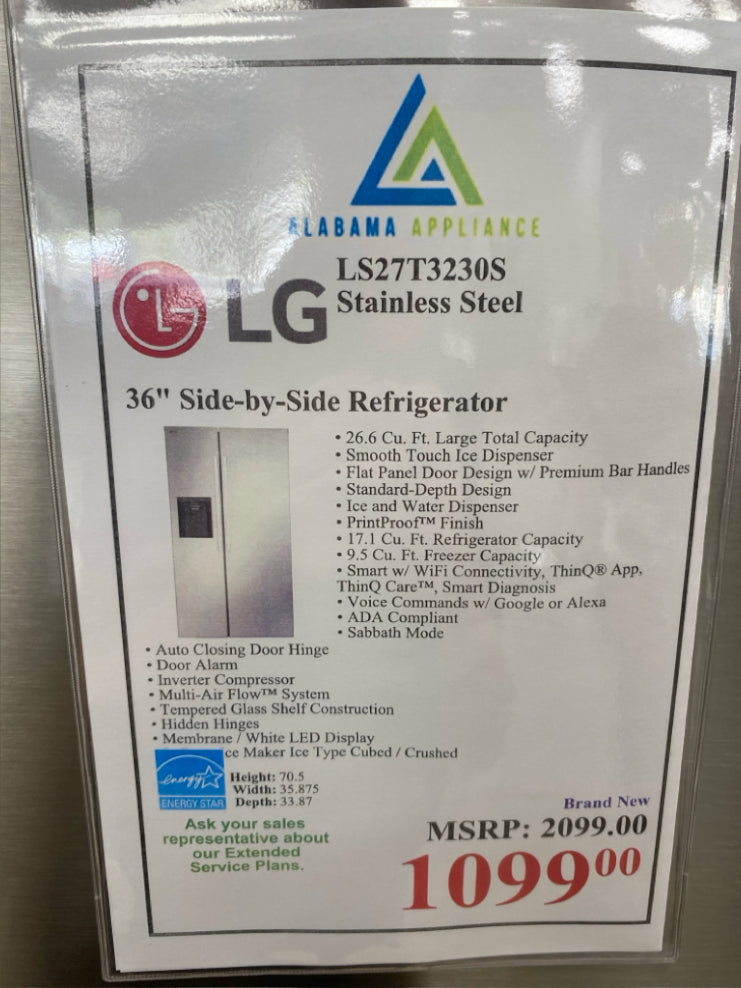 ALABAMA APPLIANCE
LG
LS27T3230S
Stainless Steel
36" Side-by-Side Refrigerator
• 26.6 Cu. Ft. Large Total Capacity
• Smooth Touch Ice Dispenser
• Flat Panel Door Design w/ Premium Bar Handles
• Standard-Depth Design
• Ice and Water Dispenser
• PrintProof™ Finish
• 17.1 Cu. Ft. Refrigerator Capacity
• 9.5 Cu. Ft. Freezer Capacity
• Smart w/ WiFi Connectivity, ThinQ® App,
ThinQ Care™, Smart Diagnosis
• Voice Commands w/ Google or Alexa
• ADA Compliant
• Sabbath Mode
• Auto Closing Door Hinge
• Door Alarm
• Inverter Compressor
• Multi-Air Flow™ System
• Tempered Glass Shelf Construction
• Hidden Hinges
• Membrane / White LED Display
ce Maker Ice Type Cubed / Crushed
energy
ENERGY STAR
Height: 70.5
Width: 35.875
Depth: 33.87
Ask your sales
representative about
our Extended
Service Plans.
Brand New
MSRP: 2099.00
1099⁰⁰